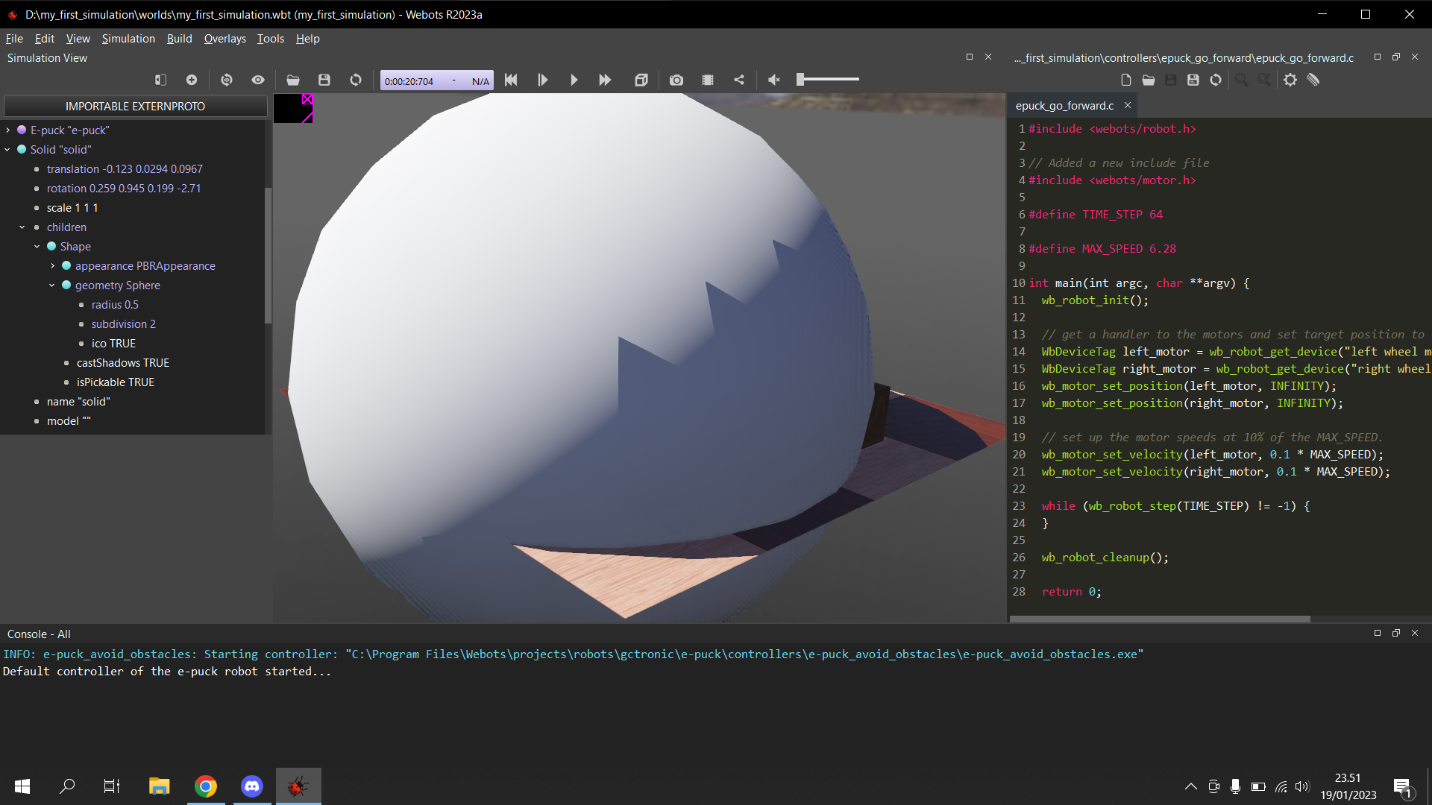 D:\my_first_simulation\worlds\my_first_simulation.wbt (my_first_simulation) - Webots R2023a
File Edit View Simulation Build Overlays Tools Help
Simulation View
...\_first_simulation\controllers\epuck_go_forward\epuck_go_forward.c
0:00:20:704 - N/A
IMPORTABLE EXTERNPROTO
E-puck "e-puck"
Solid "solid"
translation -0.123 0.0294 0.0967
rotation 0.259 0.945 0.199 -2.71
scale 1 1 1
children
Shape
appearance PBRAppearance
geometry Sphere
radius 0.5
subdivision 2
ico TRUE
castShadows TRUE
isPickable TRUE
name "solid"
model ""
epuck_go_forward.c
1 #include <webots/robot.h>
2
3 // Added a new include file
4 #include <webots/motor.h>
5
6 #define TIME_STEP 64
7
8 #define MAX_SPEED 6.28
9
10 int main(int argc, char **argv) {
11 wb_robot_init();
12
13 // get a handler to the motors and set target position to
14 WbDeviceTag left_motor = wb_robot_get_device("left wheel m
15 WbDeviceTag right_motor = wb_robot_get_device("right wheel
16 wb_motor_set_position(left_motor, INFINITY);
17 wb_motor_set_position(right_motor, INFINITY);
18
19 // set up the motor speeds at 10% of the MAX_SPEED.
20 wb_motor_set_velocity(left_motor, 0.1 * MAX_SPEED);
21 wb_motor_set_velocity(right_motor, 0.1 * MAX_SPEED);
22
23 while (wb_robot_step(TIME_STEP) != -1) {
24 }
25
26 wb_robot_cleanup();
27
28 return 0;
Console - All
INFO: e-puck_avoid_obstacles: Starting controller: "C:\Program Files\Webots\projects\robots\gctronic\e-puck\controllers\e-puck_avoid_obstacles\e-puck_avoid_obstacles.exe"
Default controller of the e-puck robot started...
23.51
19/01/2023
1